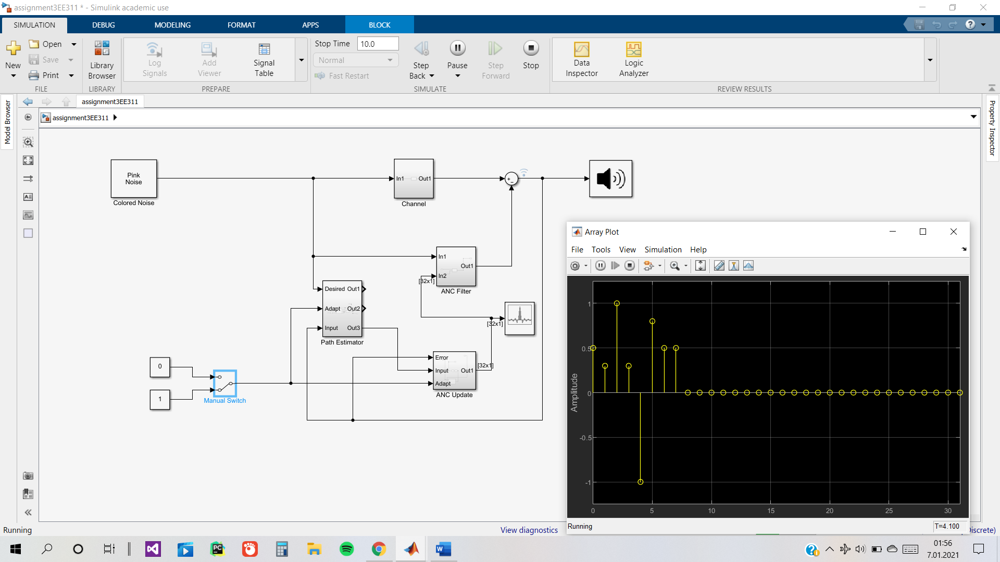 assignment3EE311 * - Simulink academic use
SIMULATION DEBUG MODELING FORMAT APPS BLOCK
New
Open
Save
Print
FILE
Library Browser
LIBRARY
Log Signals
Add Viewer
Signal Table
PREPARE
Stop Time 10.0
Normal
Fast Restart
Step Back
Pause
Step Forward
Stop
SIMULATE
Data Inspector
Logic Analyzer
REVIEW RESULTS
Model Browser
Property Inspector
assignment3EE311
assignment3EE311
Pink Noise
Colored Noise
In1 Out1
Channel
+
-
In1
Out1
In2
[32x1]
ANC Filter
Desired Out1
Adapt Out2
Input Out3
Path Estimator
[32x1]
0
1
Manual Switch
Error
Input Out1
Adapt
[32x1]
ANC Update
Array Plot
File Tools View Simulation Help
Amplitude
1
0.5
0
-0.5
-1
0 5 10 15 20 25 30
Running
T=4.100
Running
View diagnostics
iscrete)
PC
W
01:56
7.01.2021